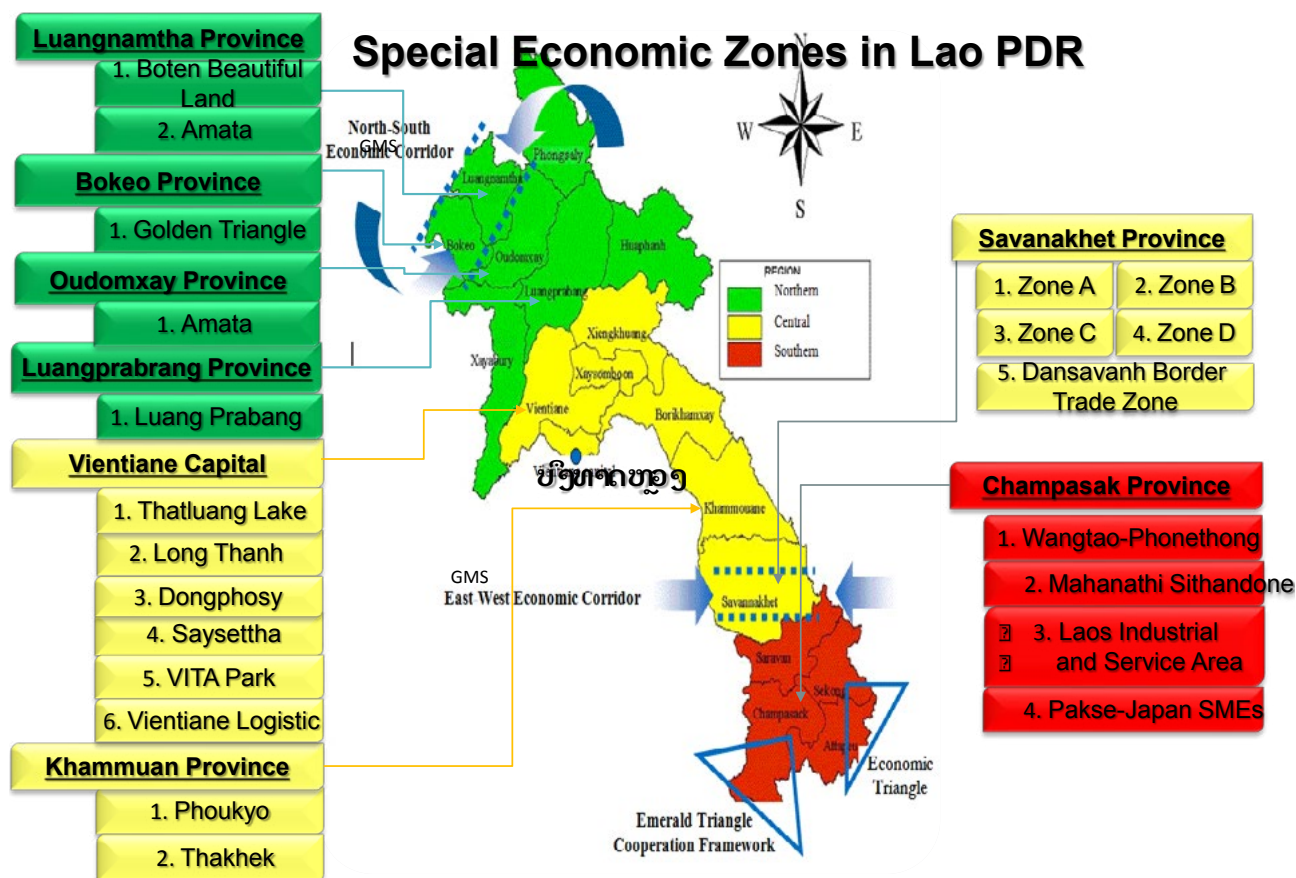 Special Economic Zones in Lao PDR
Luangnamtha Province
1. Boten Beautiful
Land
2. Amata
Bokeo Province
1. Golden Triangle
Oudomxay Province
1. Amata
Luangprabrang Province
1. Luang Prabang
Vientiane Capital
1. Thatluang Lake
2. Long Thanh
3. Dongphosy
4. Saysettha
5. VITA Park
6. Vientiane Logistic
Khammuan Province
1. Phoukyo
2. Thakhek
North-South
GMS
Economic Corridor
Phongsaly
Luangnamtha
Bokeo
Oudomxay
Huaphanh
Luangprabang
Xayabury
Xiengkhuang
Xaysomboon
Vientiane
Borikhamxay
Khammouane
GMS
East-West Economic Corridor
Savannakhet
Saravan
Sekong
Champasack
Attapeu
Economic
Triangle
Emerald Triangle
Cooperation Framework
N
W
E
S
REGION
Northern
Central
Southern
Savanakhet Province
1. Zone A
2. Zone B
3. Zone C
4. Zone D
5. Dansavanh Border
Trade Zone
Champasak Province
1. Wangtao-Phonethong
2. Mahanathi Sithandone
3. Laos Industrial
and Service Area
4. Pakse-Japan SMEs